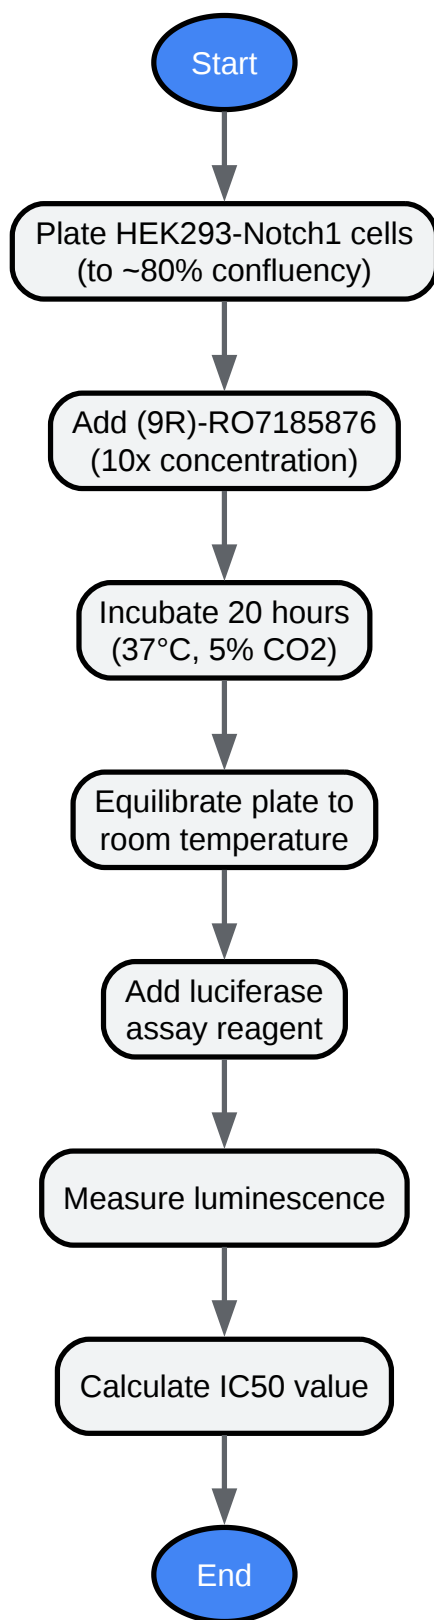 Start
Plate HEK293-Notch1 cells
(to ~80% confluency)
Add (9R)-RO7185876
(10x concentration)
Incubate 20 hours
(37°C, 5% CO2)
Equilibrate plate to
room temperature
Add luciferase
assay reagent
Measure luminescence
Calculate IC50 value
End